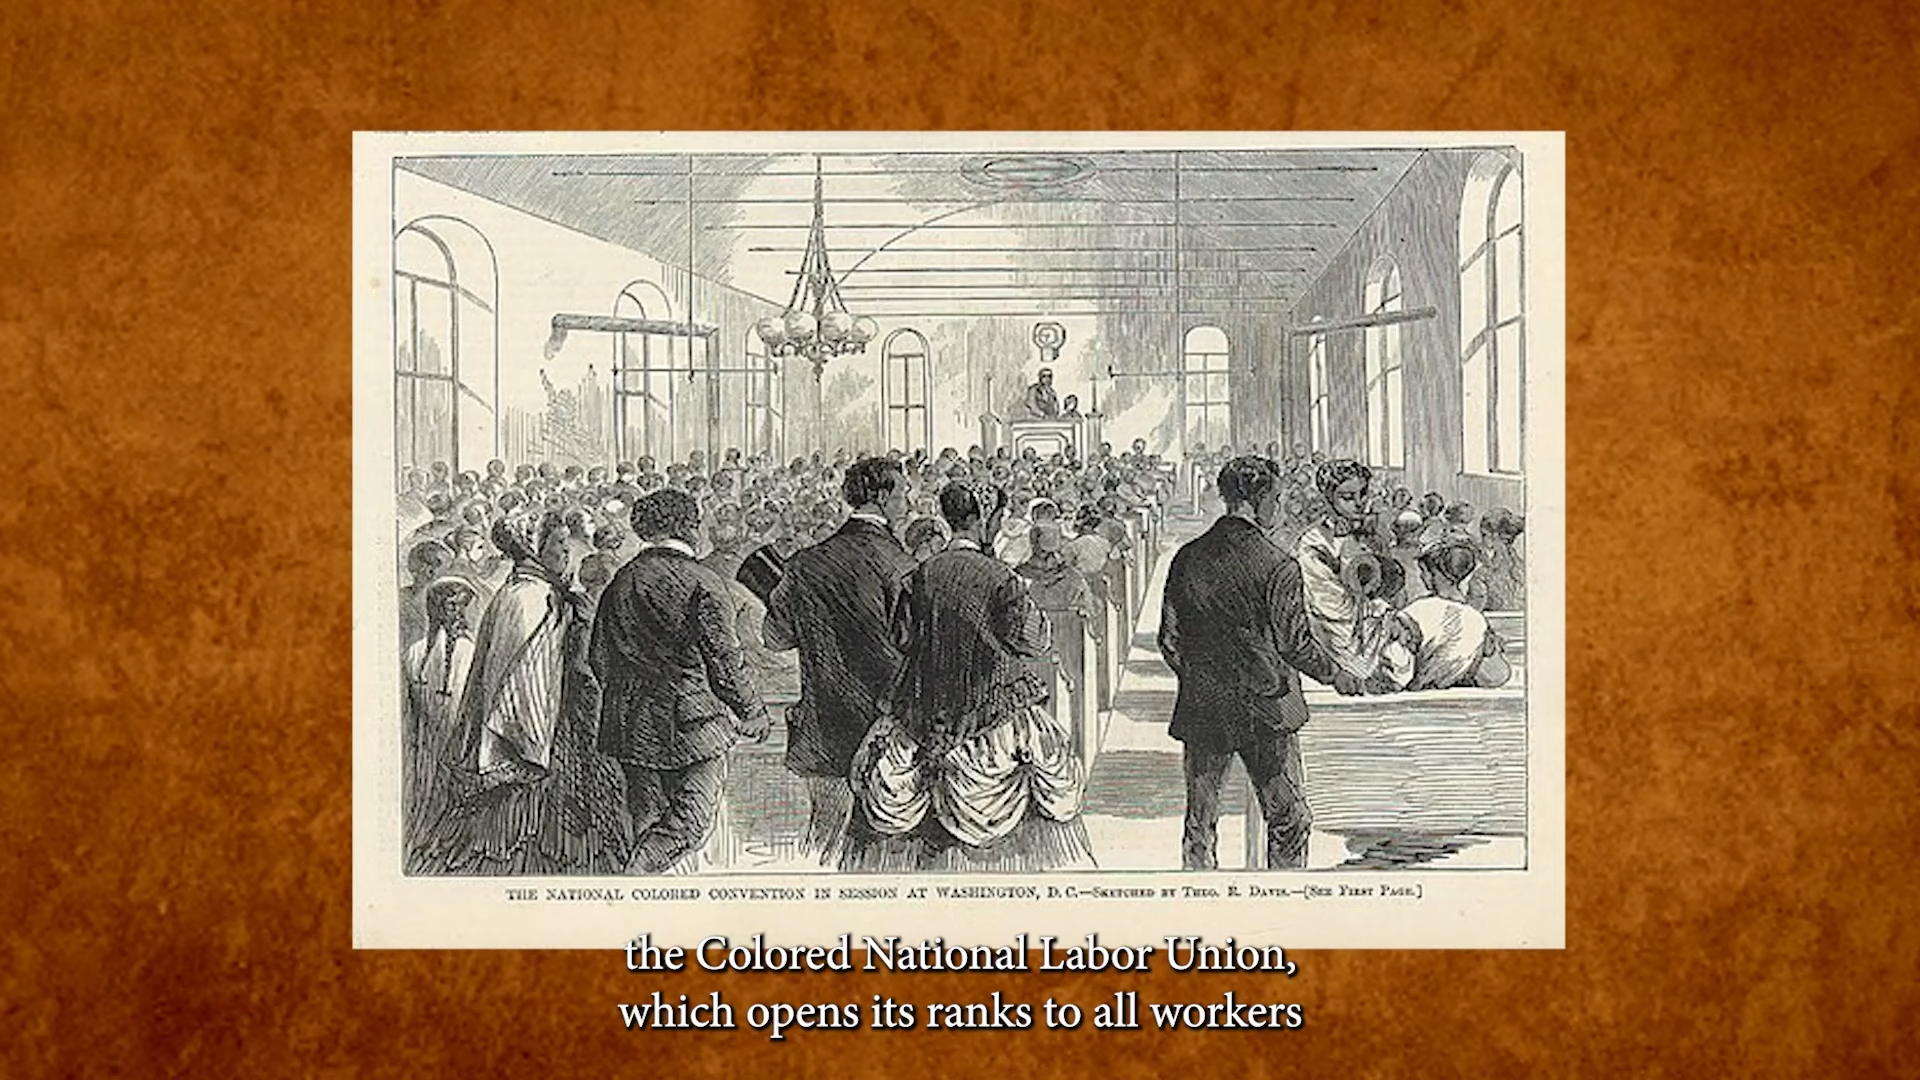 THE NATIONAL COLORED CONVENTION IN SESSION AT WASHINGTON, D.C.—SKETCHED BY THEO. R. DAVIS.—[SEE FIRST PAGE.]
the Colored National Labor Union,
which opens its ranks to all workers